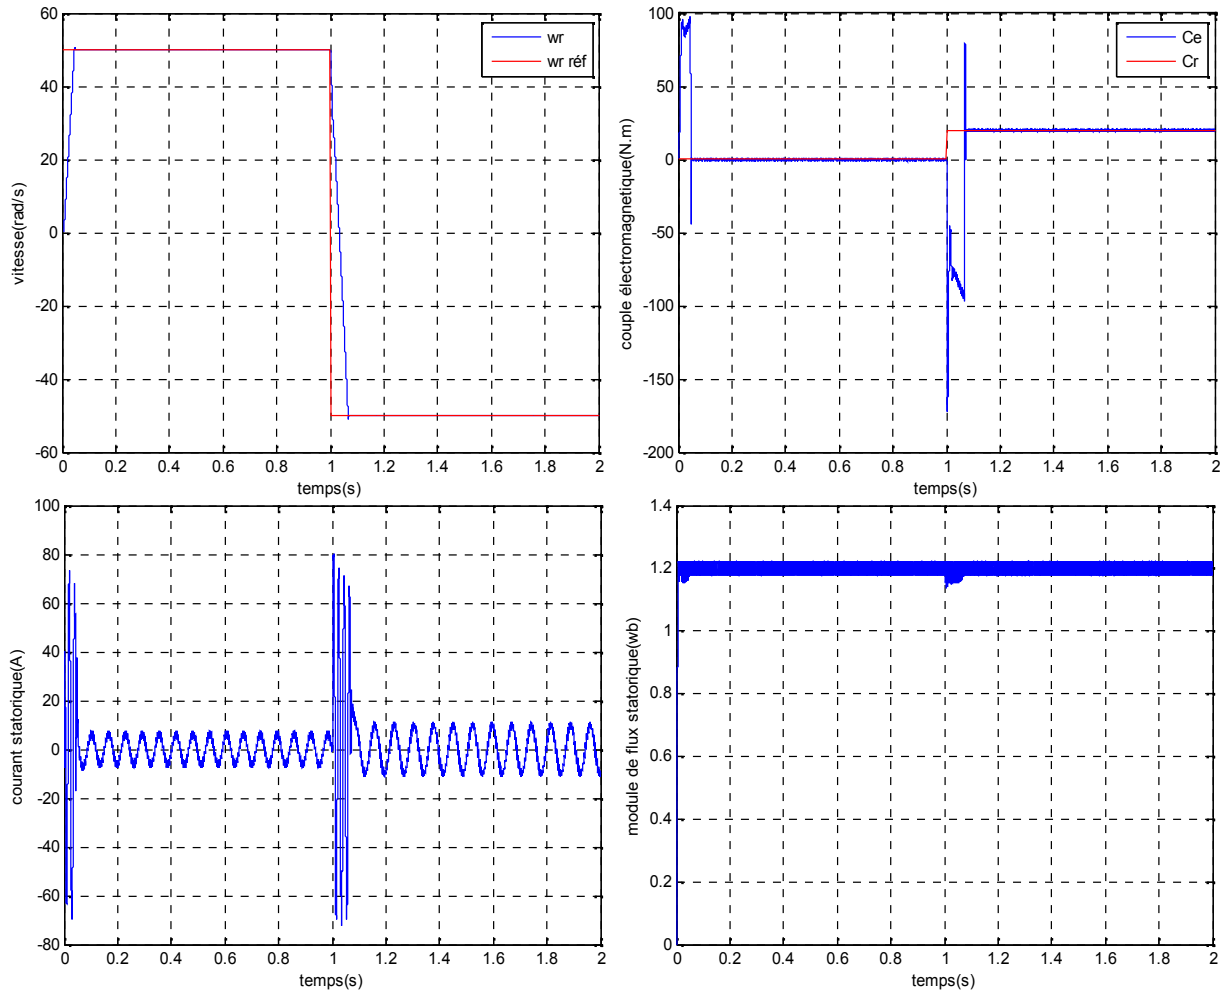 60
40
20
0
-20
-40
-60
vitesse(rad/s)
wr
wr réf
0 0.2 0.4 0.6 0.8 1 1.2 1.4 1.6 1.8 2
temps(s)
100
50
0
-50
-100
-150
-200
couple électromagnetique(N.m)
Ce
Cr
0 0.2 0.4 0.6 0.8 1 1.2 1.4 1.6 1.8 2
temps(s)
100
80
60
40
20
0
-20
-40
-60
-80
courant statorique(A)
0 0.2 0.4 0.6 0.8 1 1.2 1.4 1.6 1.8 2
temps(s)
1.4
1.2
1
0.8
0.6
0.4
0.2
0
module de flux statorique(wb)
0 0.2 0.4 0.6 0.8 1 1.2 1.4 1.6 1.8 2
temps(s)